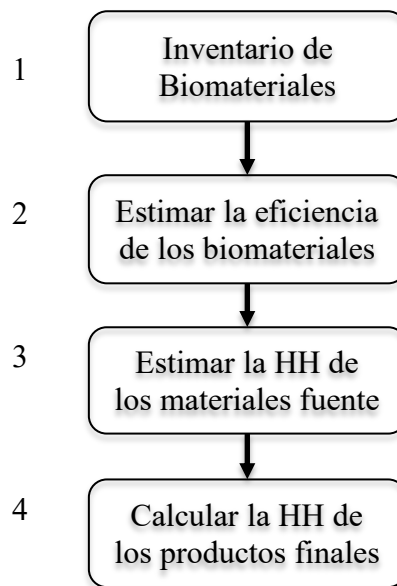 1
Inventario de
Biomateriales
2
Estimar la eficiencia
de los biomateriales
3
Estimar la HH de
los materiales fuente
4
Calcular la HH de
los productos finales